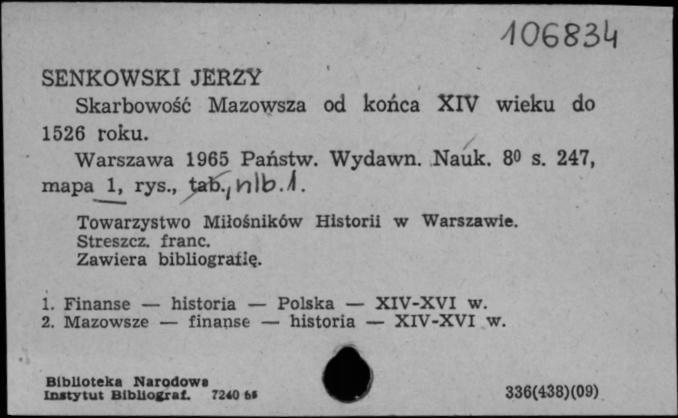 106834
SENKOWSKI JERZY
Skarbowość Mazowsza od końca XIV wieku do
1526 roku.
Warszawa 1965 Państw. Wydawn. Nauk. 8⁰ s. 247,
mapa 1, rys., tab., nlb. 1.
Towarzystwo Miłośników Historii w Warszawie.
Streszcz. franc.
Zawiera bibliografię.
1. Finanse — historia — Polska — XIV-XVI w.
2. Mazowsze — finanse — historia — XIV-XVI w.
Biblioteka Narodowa
Instytut Bibliograf. 7240 65
336(438)(09)